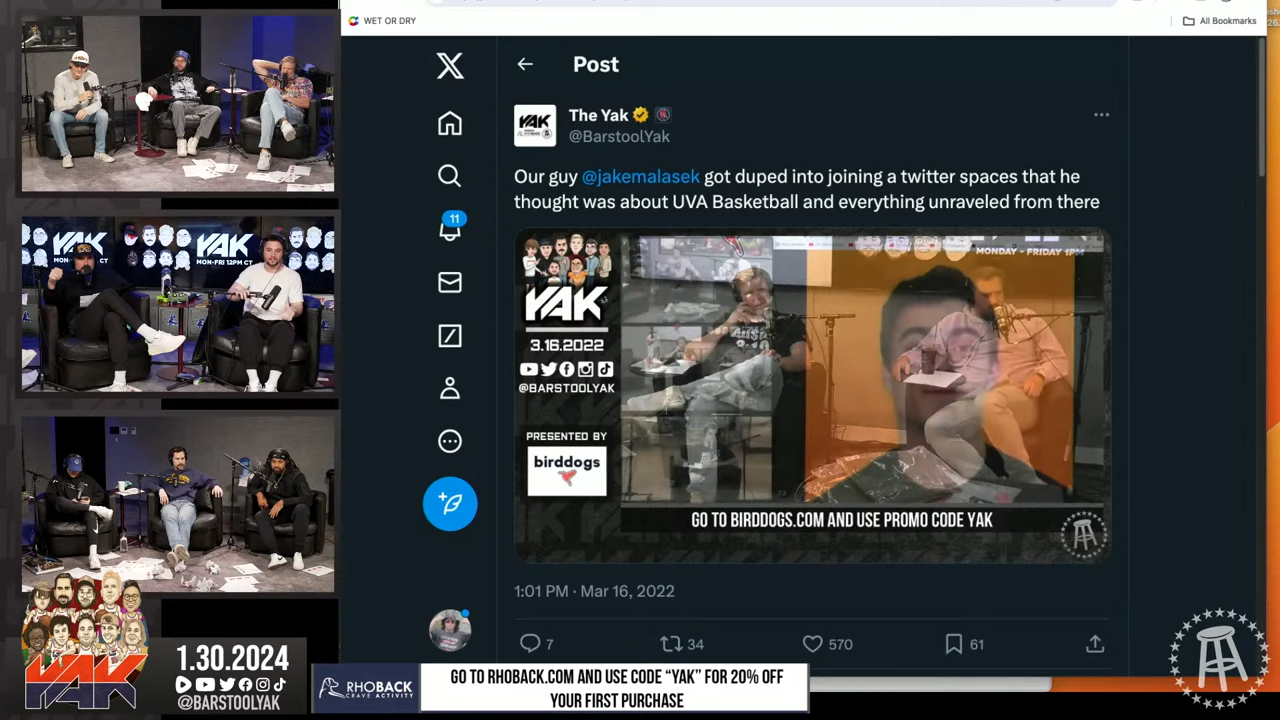 WET OR DRY
All Bookmarks
Post
The Yak
@BarstoolYak
Our guy @jakemalasek got duped into joining a twitter spaces that he
thought was about UVA Basketball and everything unraveled from there
YAK
3.16.2022
@BARSTOOLYAK
PRESENTED BY
birddogs
MONDAY - FRIDAY 1PM
GO TO BIRDDOGS.COM AND USE PROMO CODE YAK
1:01 PM · Mar 16, 2022
7
34
570
61
11
YAK
YAK
MON-FRI 12PM CT
YAK
1.30.2024
@BARSTOOLYAK
RHOBACK
CRAVE ACTIVITY
GO TO RHOBACK.COM AND USE CODE “YAK” FOR 20% OFF
YOUR FIRST PURCHASE